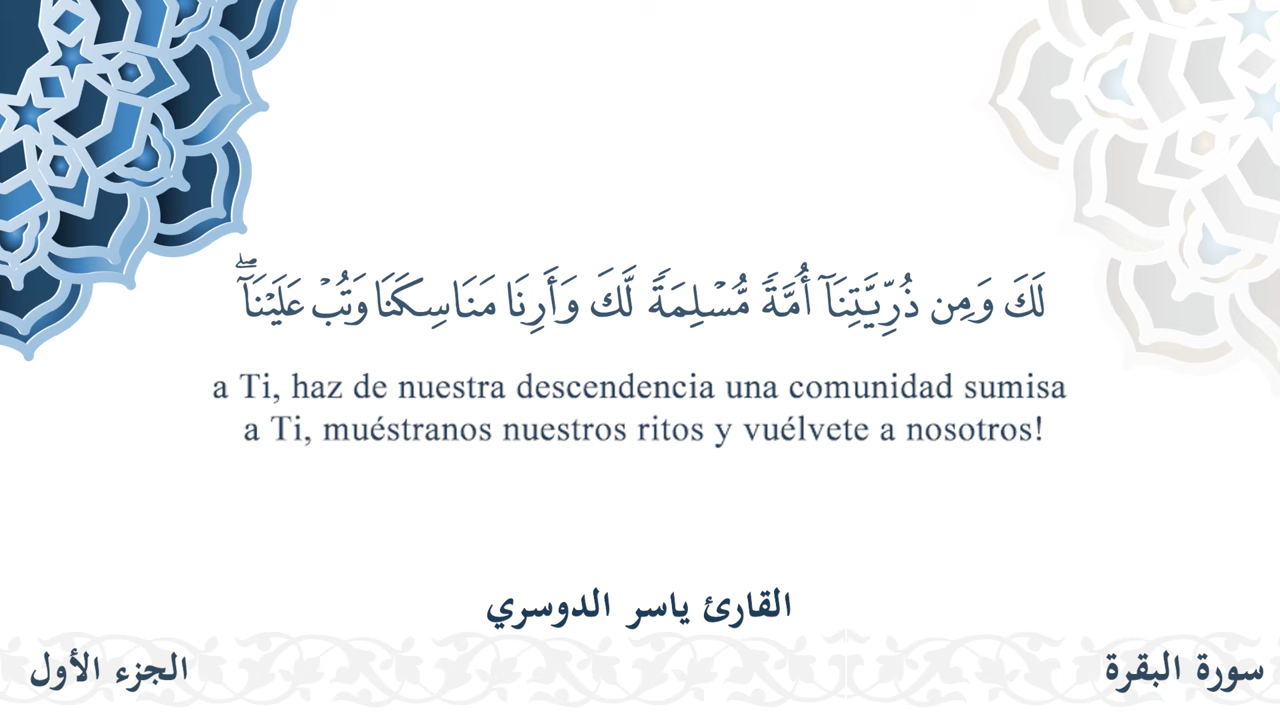 لَكَ وَمِن ذُرِّيَّتِنَآ أُمَّةٗ مُّسۡلِمَةٗ لَّكَ وَأَرِنَا مَنَاسِكَنَا وَتُبۡ عَلَيۡنَآۖ
a Ti, haz de nuestra descendencia una comunidad sumisa
a Ti, muéstranos nuestros ritos y vuélvete a nosotros!
القارئ ياسر الدوسري
سورة البقرة
الجزء الأول